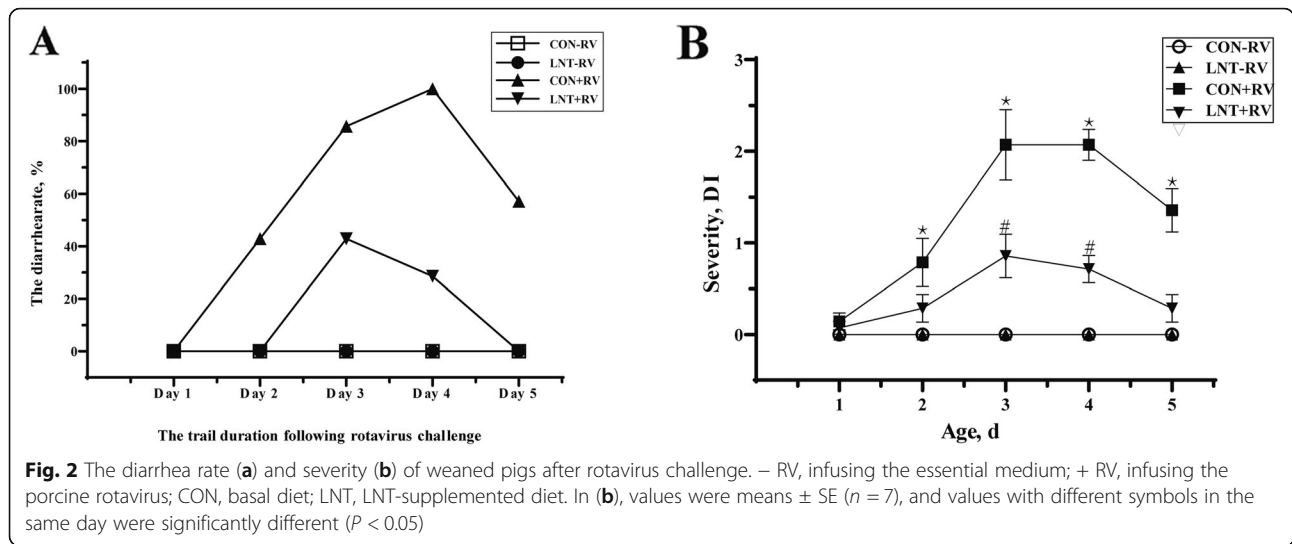 A
CON-RV
LNT-RV
CON+RV
LNT+RV
The diarrhearate, %
100
80
60
40
20
0
Day 1 Day 2 Day 3 Day 4 Day 5
The trail duration following rotavirus challenge
B
CON-RV
LNT-RV
CON+RV
LNT+RV
Severity, DI
3
2
1
0
* * * * # #
1 2 3 4 5
Age, d
Fig. 2 The diarrhea rate (a) and severity (b) of weaned pigs after rotavirus challenge. − RV, infusing the essential medium; + RV, infusing the
porcine rotavirus; CON, basal diet; LNT, LNT-supplemented diet. In (b), values were means ± SE (n = 7), and values with different symbols in the
same day were significantly different (P < 0.05)